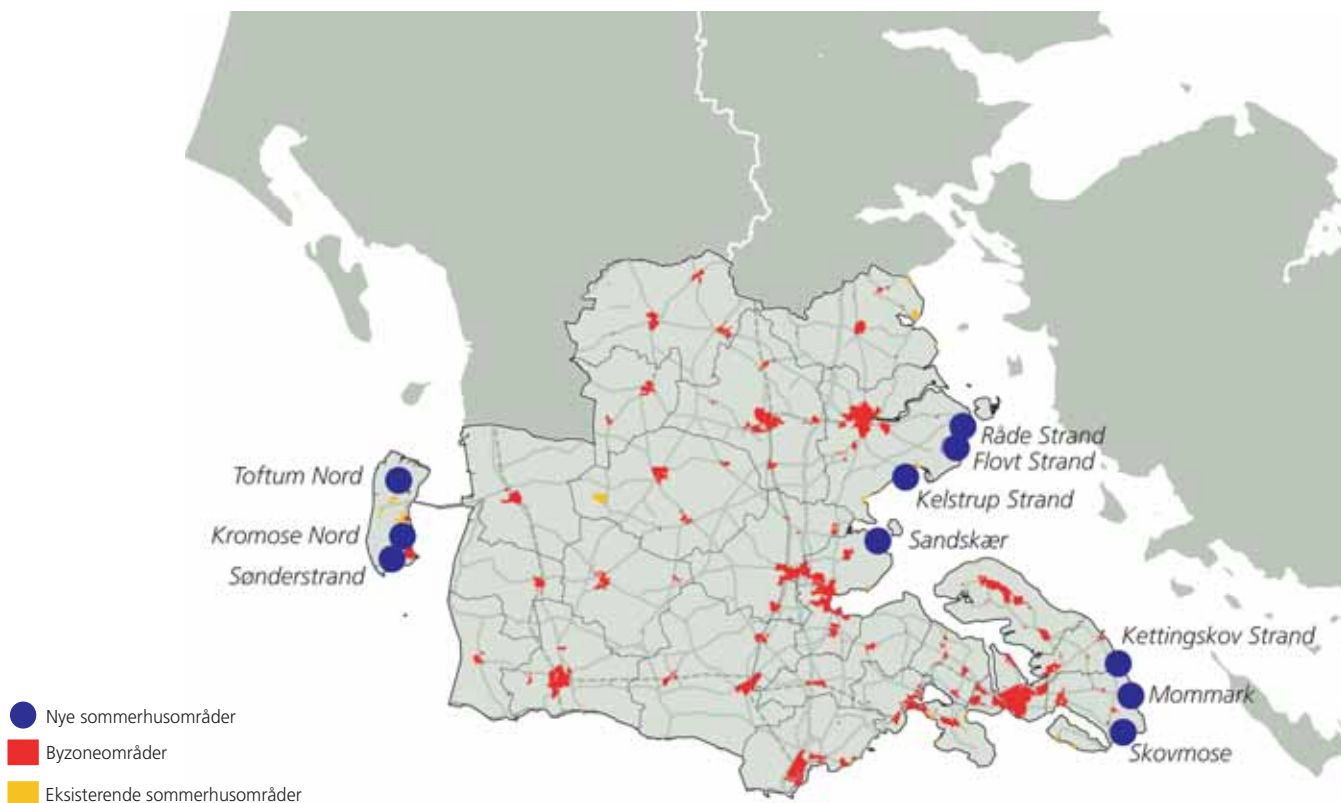 Råde Strand
Flovt Strand
Toftum Nord
Kelstrup Strand
Kromose Nord
Sandskær
Sønderstrand
Kettingskov Strand
Mommark
Skovmose
Nye sommerhusområder
Byzoneområder
Eksisterende sommerhusområder